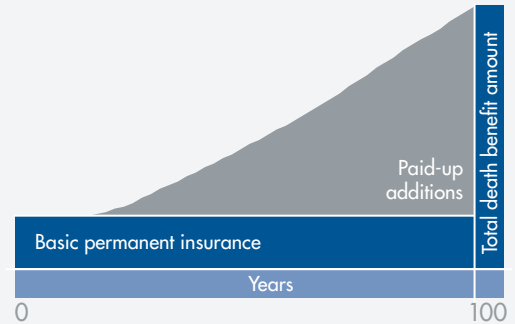 Total death benefit amount
Paid-up
additions
Basic permanent insurance
Years
0
100